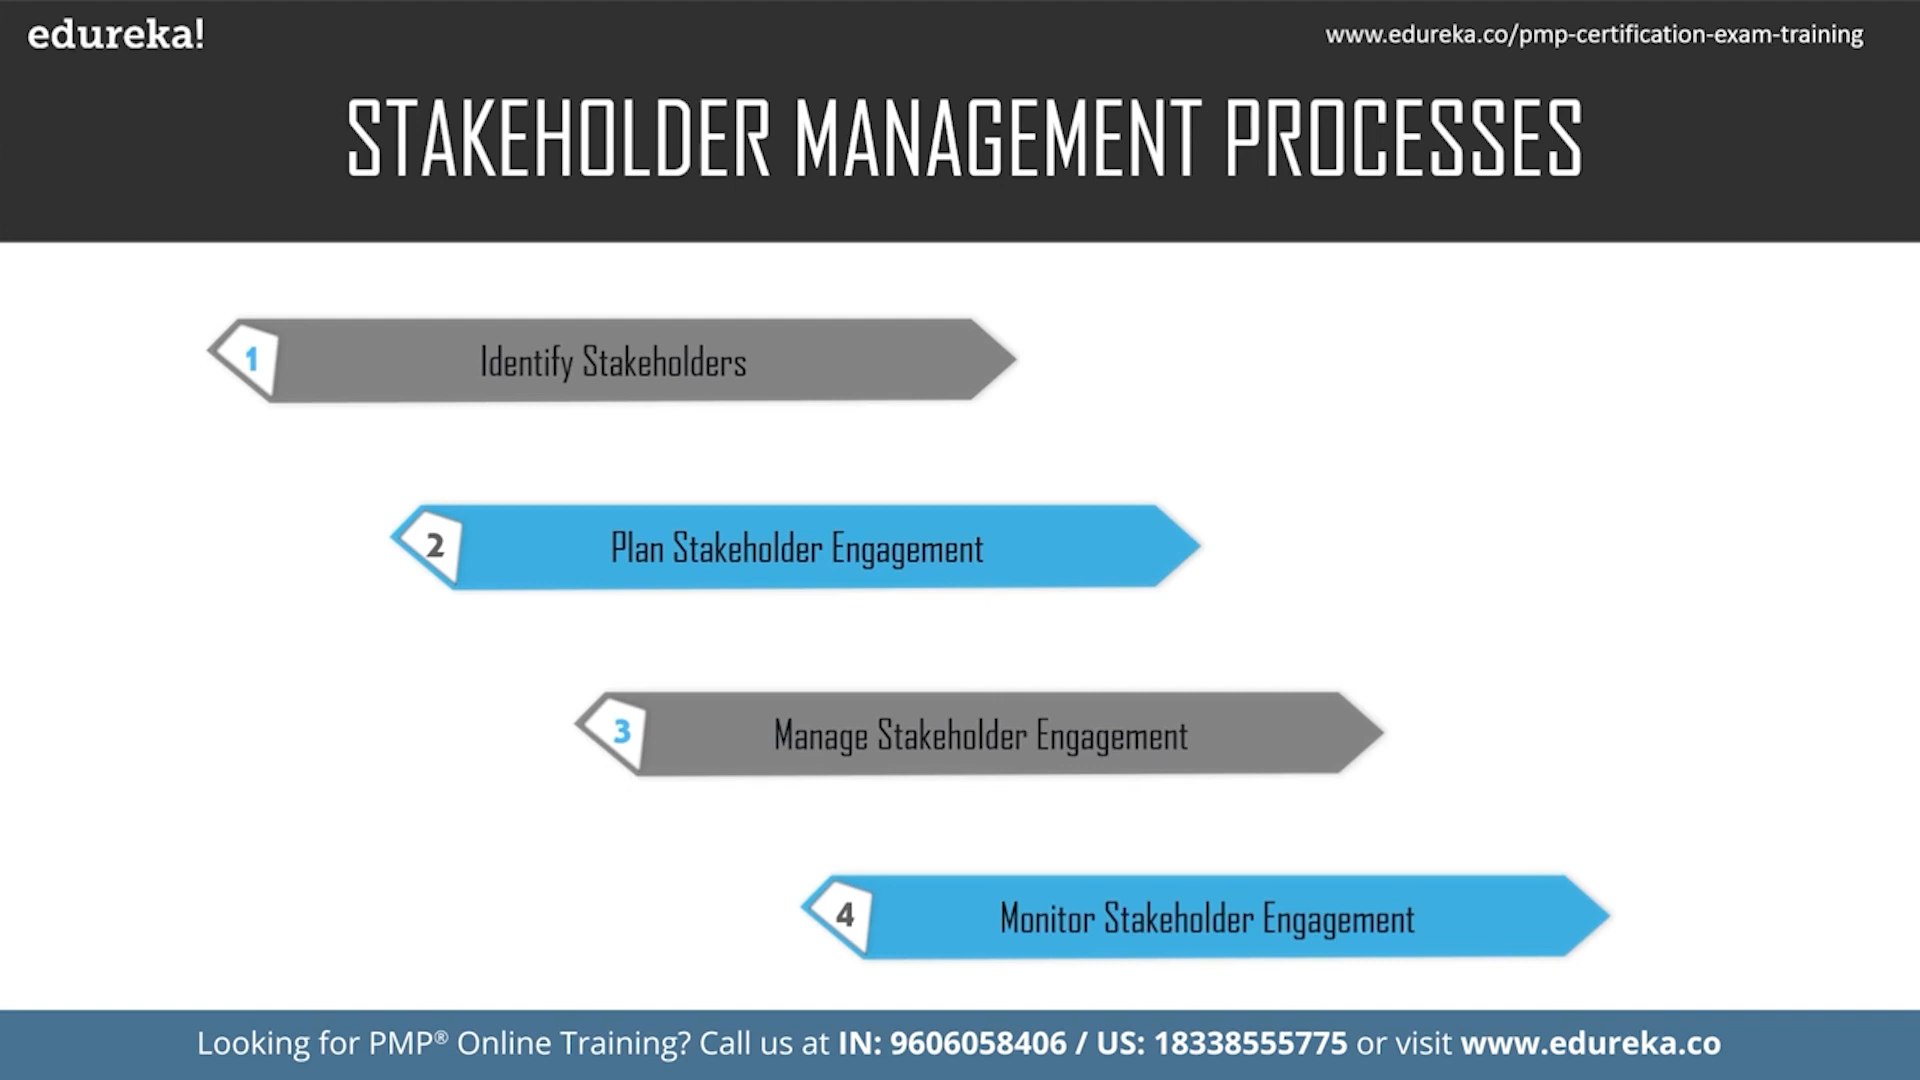 edureka!
www.edureka.co/pmp-certification-exam-training
STAKEHOLDER MANAGEMENT PROCESSES
1 Identify Stakeholders
2 Plan Stakeholder Engagement
3 Manage Stakeholder Engagement
4 Monitor Stakeholder Engagement
Looking for PMP® Online Training? Call us at IN: 9606058406 / US: 18338555775 or visit www.edureka.co